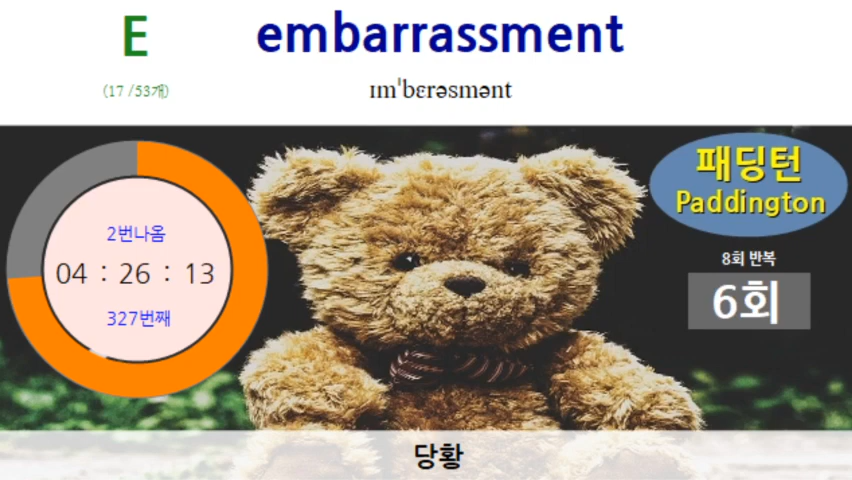 E
embarrassment
(17 /53개)
ɪmˈbɛrəsmənt
패딩턴
Paddington
2번나옴
04 : 26 : 13
327번째
8회 반복
6회
당황